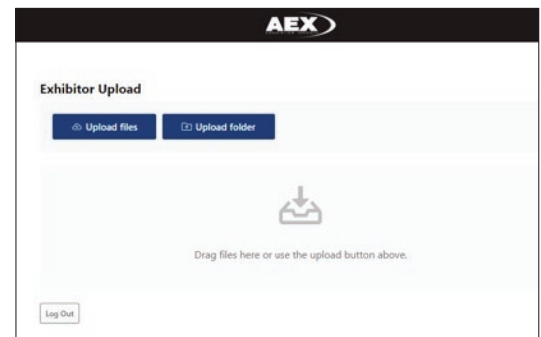 AEX
Exhibitor Upload
Upload files
Upload folder
Drag files here or use the upload button above.
Log Out